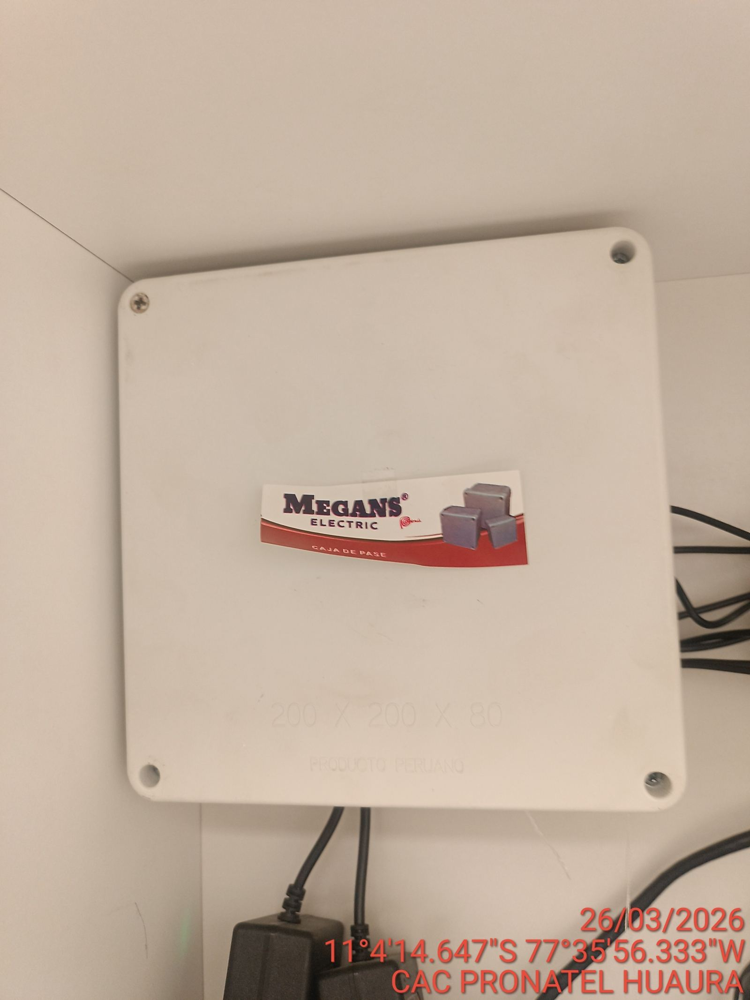 MEGANS®
ELECTRIC
CAJA DE PASE
200 X 200 X 80
PRODUCTO PERUANO
26/03/2026
11°4'14.647"S 77°35'56.333"W
CAC PRONATEL HUAURA